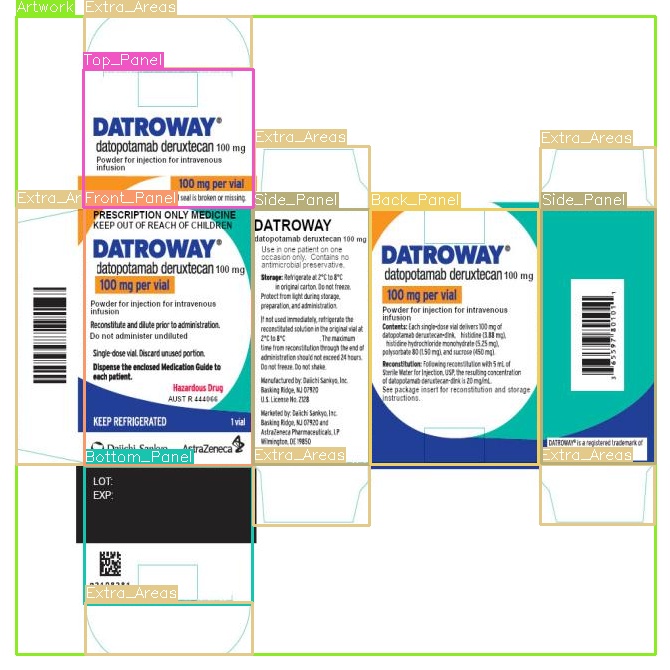 Artwork
Extra_Areas
Top_Panel
DATROWAY®
datopotamab deruxtecan 100 mg
Powder for injection for intravenous
infusion
100 mg per vial
seal is broken or missing.
Extra_Ar
Front_Panel
PRESCRIPTION ONLY MEDICINE
KEEP OUT OF REACH OF CHILDREN
DATROWAY®
datopotamab deruxtecan 100 mg
100 mg per vial
Powder for injection for intravenous
infusion
Reconstitute and dilute prior to administration.
Do not administer undiluted
Single-dose vial. Discard unused portion.
Dispense the enclosed Medication Guide to
each patient.
Hazardous Drug
AUST R 444066
KEEP REFRIGERATED
1 vial
Daiichi-Sankyo
AstraZeneca
Extra_Areas
Side_Panel
DATROWAY
datopotamab deruxtecan 100 mg
Use in one patient on one
occasion only. Contains no
antimicrobial preservative.
Storage: Refrigerate at 2°C to 8°C
in original carton. Do not freeze.
Protect from light during storage,
preparation, and administration.
If not used immediately, refrigerate the
reconstituted solution in the original vial at
2°C to 8°C . The maximum
time from reconstitution through the end of
administration should not exceed 24 hours.
Do not freeze. Do not shake.
Manufactured by: Daiichi Sankyo, Inc.
Basking Ridge, NJ 07920
U.S. License No. 2128
Marketed by: Daiichi Sankyo, Inc.
Basking Ridge, NJ 07920 and
AstraZeneca Pharmaceuticals, LP
Wilmington, DE 19850
Extra_Areas
Back_Panel
DATROWAY®
datopotamab deruxtecan 100 mg
100 mg per vial
Powder for injection for intravenous
infusion
Contents: Each single-dose vial delivers 100 mg of
datopotamab deruxtecan-dlnk, histidine (3.88 mg),
histidine hydrochloride monohydrate (5.25 mg),
polysorbate 80 (1.50 mg), and sucrose (450 mg).
Reconstitution: Following reconstitution with 5 mL of
Sterile Water for Injection, USP, the resulting concentration
of datopotamab deruxtecan-dlnk is 20 mg/mL.
See package insert for reconstitution and storage
instructions.
Extra_Areas
Side_Panel
DATROWAY® is a registered trademark of
Extra_Areas
Bottom_Panel
LOT:
EXP:
Extra_Areas